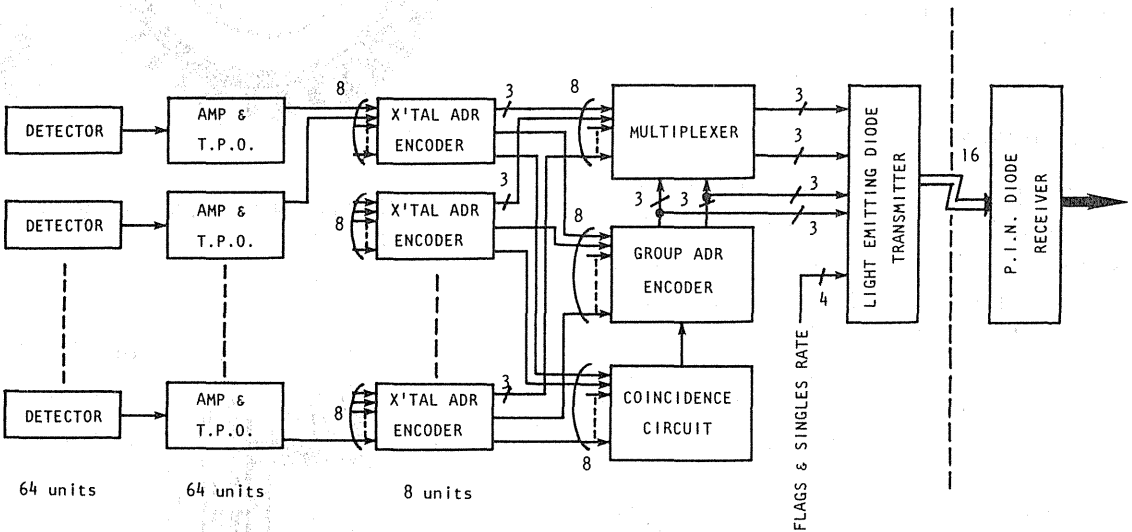 DETECTOR
AMP &
T.P.O.
8
X'TAL ADR
ENCODER
3
8
MULTIPLEXER
3
3
3
3
3
3
LIGHT EMITTING DIODE
TRANSMITTER
16
P.I.N. DIODE
RECEIVER
DETECTOR
AMP &
T.P.O.
8
X'TAL ADR
ENCODER
3
8
GROUP ADR
ENCODER
4
FLAGS & SINGLES RATE
DETECTOR
AMP &
T.P.O.
8
X'TAL ADR
ENCODER
3
8
COINCIDENCE
CIRCUIT
64 units
64 units
8 units